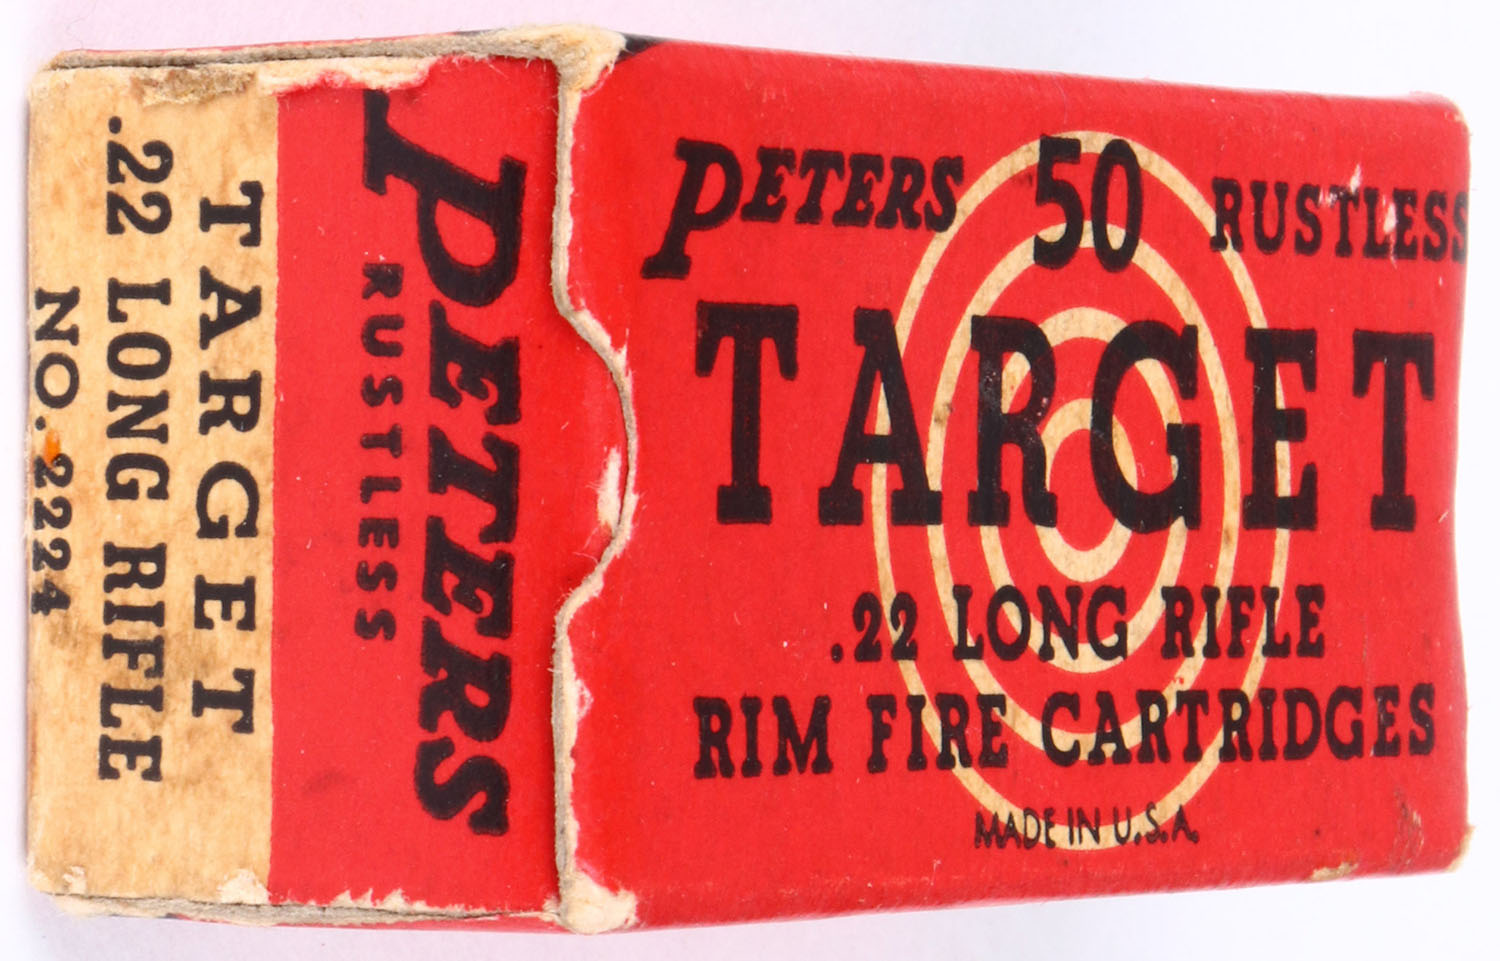 PETERS 50 RUSTLESS
TARGET
.22 LONG RIFLE
RIM FIRE CARTRIDGES
MADE IN U.S.A.
PETERS
RUSTLESS
TARGET
.22 LONG RIFLE
NO. 2224